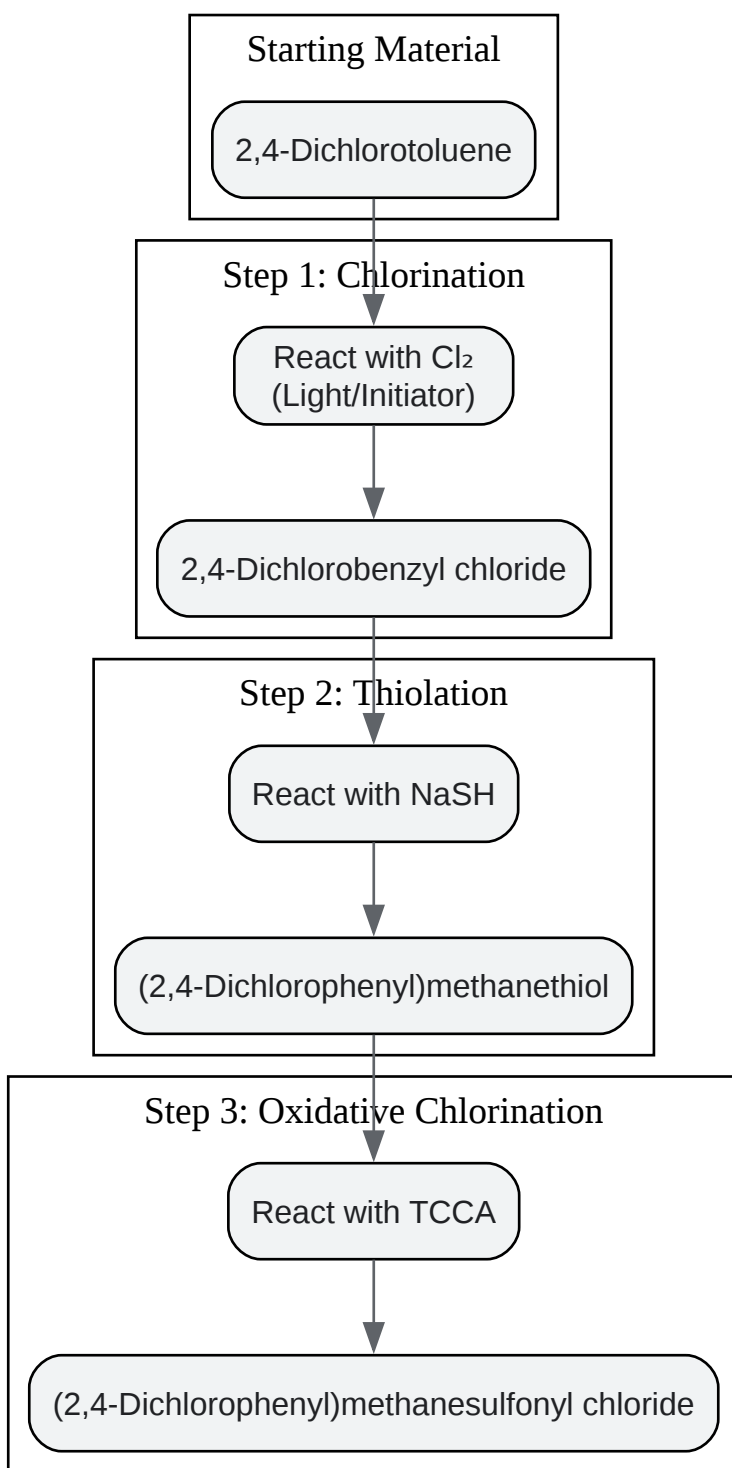 Starting Material
2,4-Dichlorotoluene
Step 1: Chlorination
React with Cl₂
(Light/Initiator)
2,4-Dichlorobenzyl chloride
Step 2: Thiolation
React with NaSH
(2,4-Dichlorophenyl)methanethiol
Step 3: Oxidative Chlorination
React with TCCA
(2,4-Dichlorophenyl)methanesulfonyl chloride